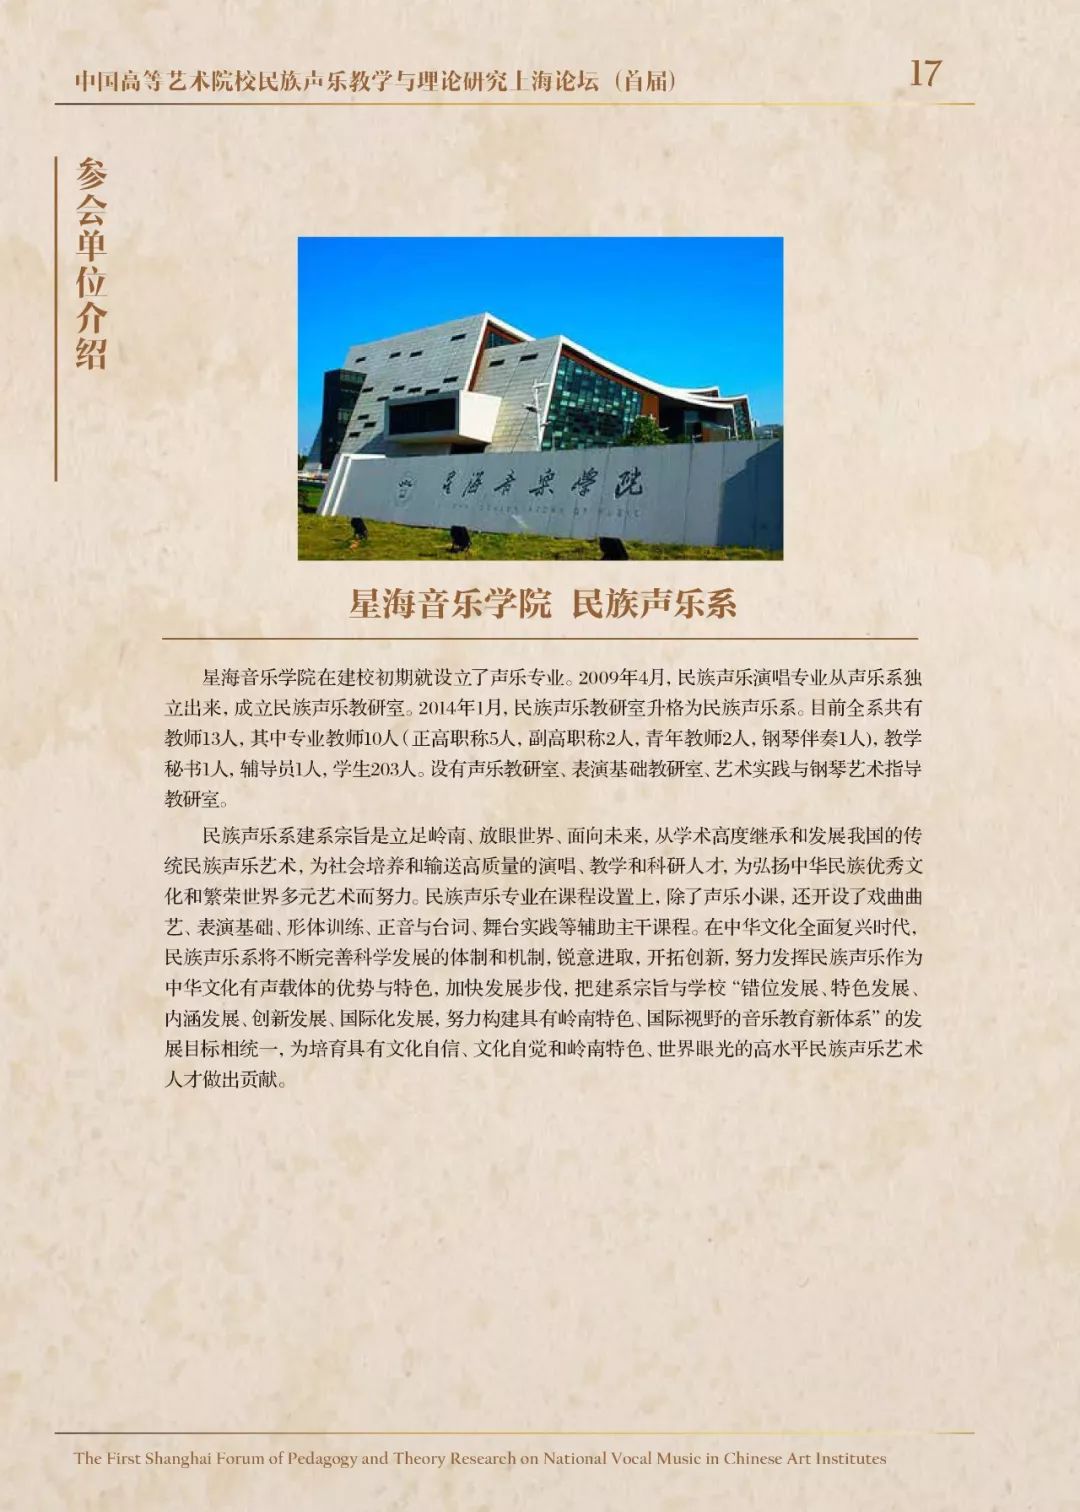 中国高等艺术院校民族声乐教学与理论研究上海论坛（首届）
17
参会单位介绍
星海音乐学院
星海音乐学院 民族声乐系
星海音乐学院在建校初期就设立了声乐专业。2009年4月，民族声乐演唱专业从声乐系独
立出来，成立民族声乐教研室。2014年1月，民族声乐教研室升格为民族声乐系。目前全系共有
教师13人，其中专业教师10人（正高职称5人，副高职称2人，青年教师2人，钢琴伴奏1人），教学
秘书1人，辅导员1人，学生203人。设有声乐教研室、表演基础教研室、艺术实践与钢琴艺术指导
教研室。
民族声乐系建系宗旨是立足岭南、放眼世界、面向未来，从学术高度继承和发展我国的传
统民族声乐艺术，为社会培养和输送高质量的演唱、教学和科研人才，为弘扬中华民族优秀文
化和繁荣世界多元艺术而努力。民族声乐专业在课程设置上，除了声乐小课，还开设了戏曲曲
艺、表演基础、形体训练、正音与台词、舞台实践等辅助主干课程。在中华文化全面复兴时代，
民族声乐系将不断完善科学发展的体制和机制，锐意进取，开拓创新，努力发挥民族声乐作为
中华文化有声载体的优势与特色，加快发展步伐，把建系宗旨与学校“错位发展、特色发展、
内涵发展、创新发展、国际化发展，努力构建具有岭南特色、国际视野的音乐教育新体系”的发
展目标相统一，为培育具有文化自信、文化自觉和岭南特色、世界眼光的高水平民族声乐艺术
人才做出贡献。
The First Shanghai Forum of Pedagogy and Theory Research on National Vocal Music in Chinese Art Institutes